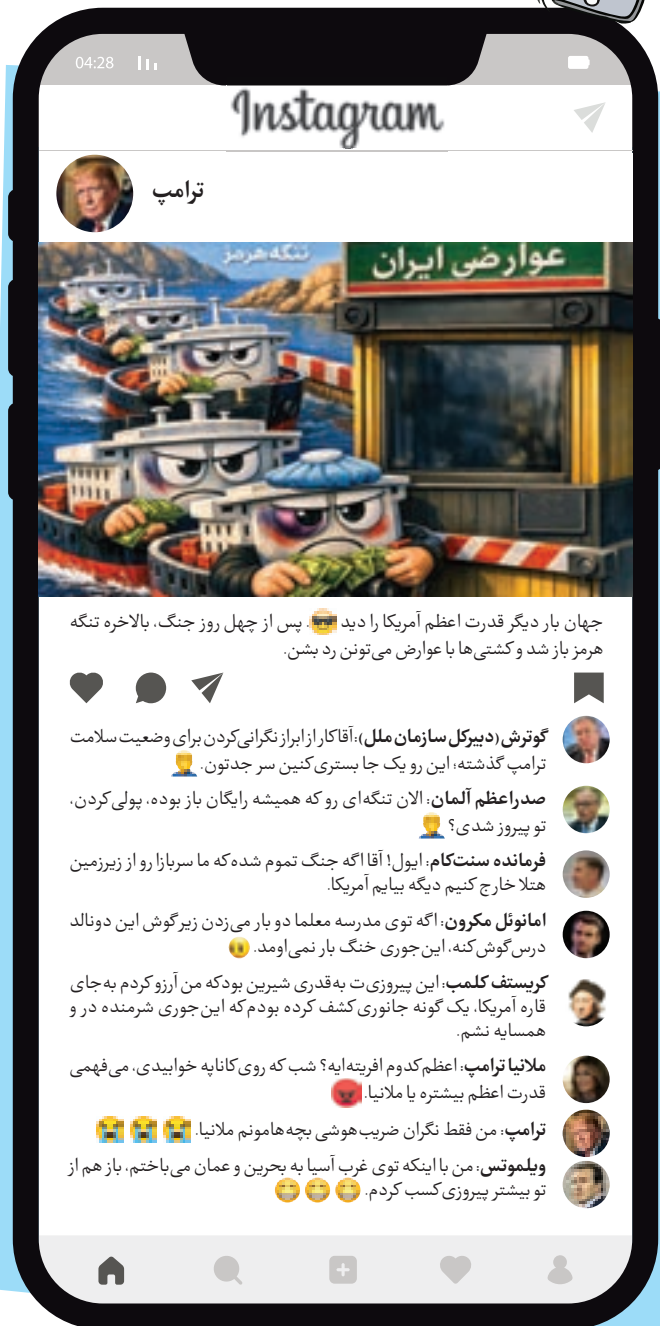 04:28
Instagram
ترامپ
تنگه هرمز
عوارضی ایران
جهان بار دیگر قدرت اعظم آمریکا را دید 😎. پس از چهل روز جنگ، بالاخره تنگه
هرمز باز شد و کشتی‌ها با عوارض می‌تونن رد بشن.
گوترش (دبیرکل سازمان ملل): آقا کار از ابراز نگرانی‌کردن برای وضعیت سلامت
ترامپ گذشته؛ این رو یک جا بستری‌کنین سر جدتون. 🤦‍♂️
صدراعظم آلمان: الان تنگه‌ای رو که همیشه رایگان باز بوده، پولی‌کردن،
تو پیروز شدی؟ 🤦‍♂️
فرمانده سنت‌کام: ایول! آقا اگه جنگ تموم شده که ما سربازا رو از زیرزمین
هتلا خارج کنیم دیگه بیایم آمریکا.
امانوئل مکرون: اگه توی مدرسه معلما دو بار می‌زدن زیر گوش این دونالد
درس‌گوش‌کنه، این‌جوری خنگ بار نمی‌اومد. 🤫
کریستف کلمب: این پیروزی‌ت به‌قدری شیرین بود که من آرزو کردم به جای
قاره آمریکا، یک گونه جانوری کشف کرده بودم که این‌جوری شرمنده در و
همسایه نشم.
ملانیا ترامپ: اعظم کدوم افریته‌ایه؟ شب که روی کاناپه خوابیدی، می‌فهمی
قدرت اعظم بیشتره یا ملانیا. 😡
ترامپ: من فقط نگران ضریب‌هوشی بچه‌هامونم ملانیا. 😭😭😭
ویلموتس: من با اینکه توی غرب آسیا به بحرین و عمان می‌باختم، باز هم از
تو بیشتر پیروزی کسب کردم. 😁😁😁